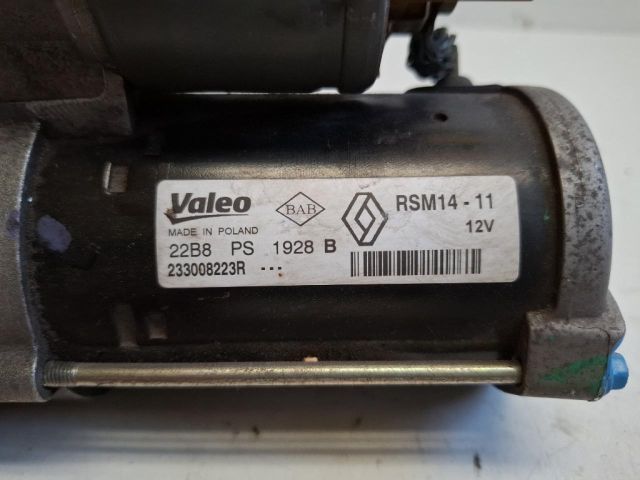 Valeo BAB RSM14 - 11
MADE IN POLAND 12V
22B8 PS 1928 B
233008223R ---